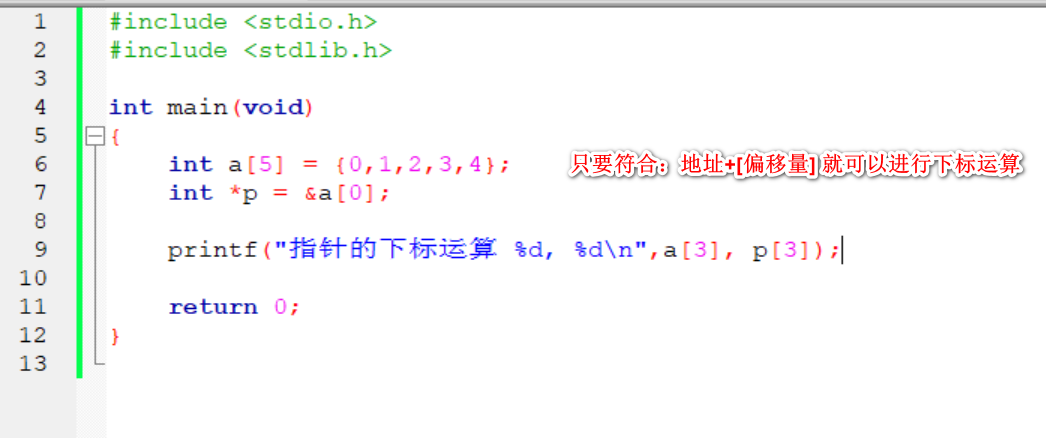 1 #include <stdio.h>
2 #include <stdlib.h>
3
4 int main(void)
5 {
6 int a[5] = {0,1,2,3,4}; 只要符合：地址+[偏移量] 就可以进行下标运算
7 int *p = &a[0];
8
9 printf("指针的下标运算 %d, %d\n",a[3], p[3]);
10
11 return 0;
12 }
13